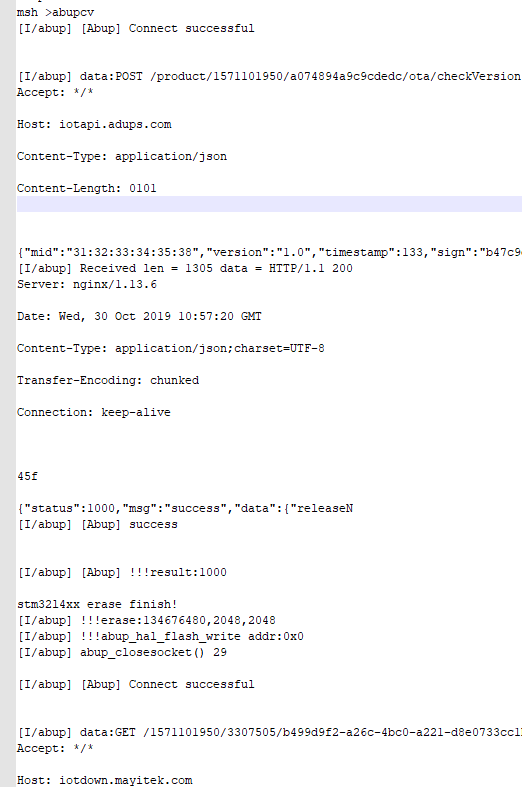 msh >abupcv
[I/abup] [Abup] Connect successful
[I/abup] data:POST /product/1571101950/a074894a9c9cdedc/ota/checkVersion
Accept: */*
Host: iotapi.adups.com
Content-Type: application/json
Content-Length: 0101
{"mid":"31:32:33:34:35:38","version":"1.0","timestamp":133,"sign":"b47c9
[I/abup] Received len = 1305 data = HTTP/1.1 200
Server: nginx/1.13.6
Date: Wed, 30 Oct 2019 10:57:20 GMT
Content-Type: application/json;charset=UTF-8
Transfer-Encoding: chunked
Connection: keep-alive
45f
{"status":1000,"msg":"success","data":{"releaseN
[I/abup] [Abup] success
[I/abup] [Abup] !!!result:1000
stm32l4xx erase finish!
[I/abup] !!!erase:134676480,2048,2048
[I/abup] !!!abup_hal_flash_write addr:0x0
[I/abup] abup_closesocket() 29
[I/abup] [Abup] Connect successful
[I/abup] data:GET /1571101950/3307505/b499d9f2-a26c-4bc0-a221-d8e0733cc1
Accept: */*
Host: iotdown.mayitek.com